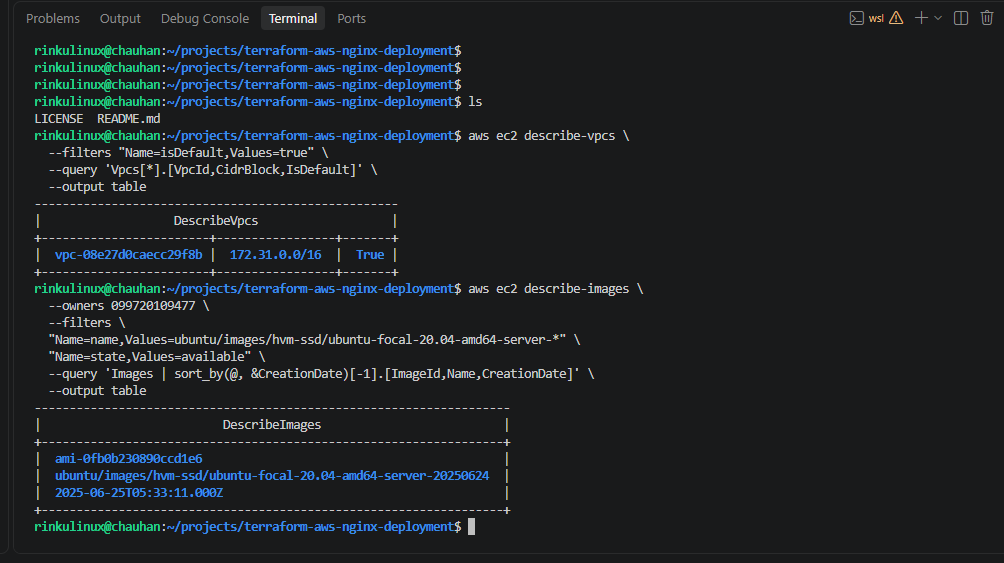 Problems Output Debug Console Terminal Ports wsl
rinkulinux@chauhan:~/projects/terraform-aws-nginx-deployment$
rinkulinux@chauhan:~/projects/terraform-aws-nginx-deployment$
rinkulinux@chauhan:~/projects/terraform-aws-nginx-deployment$
rinkulinux@chauhan:~/projects/terraform-aws-nginx-deployment$ ls
LICENSE  README.md
rinkulinux@chauhan:~/projects/terraform-aws-nginx-deployment$ aws ec2 describe-vpcs \
  --filters "Name=isDefault,Values=true" \
  --query 'Vpcs[*].[VpcId,CidrBlock,IsDefault]' \
  --output table
----------------------------------------------------
|                   DescribeVpcs                   |
+------------------------+-----------------+-------+
|  vpc-08e27d0caecc29f8b |  172.31.0.0/16  |  True |
+------------------------+-----------------+-------+
rinkulinux@chauhan:~/projects/terraform-aws-nginx-deployment$ aws ec2 describe-images \
  --owners 099720109477 \
  --filters \
  "Name=name,Values=ubuntu/images/hvm-ssd/ubuntu-focal-20.04-amd64-server-*" \
  "Name=state,Values=available" \
  --query 'Images | sort_by(@, &CreationDate)[-1].[ImageId,Name,CreationDate]' \
  --output table
--------------------------------------------------------------------
|                          DescribeImages                          |
+------------------------------------------------------------------+
|  ami-0fb0b230890ccd1e6                                           |
|  ubuntu/images/hvm-ssd/ubuntu-focal-20.04-amd64-server-20250624  |
|  2025-06-25T05:33:11.000Z                                        |
+------------------------------------------------------------------+
rinkulinux@chauhan:~/projects/terraform-aws-nginx-deployment$